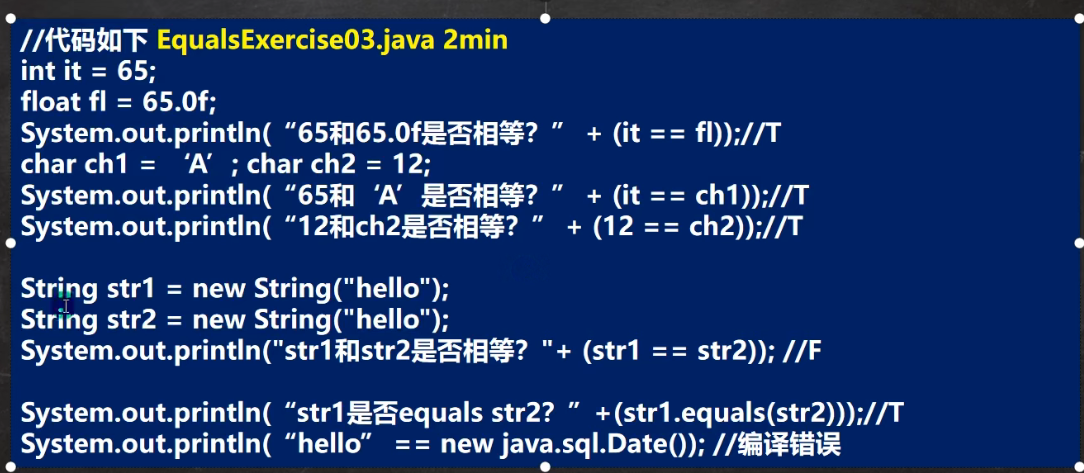 //代码如下 EqualsExercise03.java 2min
int it = 65;
float fl = 65.0f;
System.out.println( “65和65.0f是否相等？” + (it == fl));//T
char ch1 = ‘A’; char ch2 = 12;
System.out.println( “65和‘A’是否相等？” + (it == ch1));//T
System.out.println( “12和ch2是否相等？” + (12 == ch2));//T
String str1 = new String("hello");
String str2 = new String("hello");
System.out.println("str1和str2是否相等？"+ (str1 == str2)); //F
System.out.println( “str1是否equals str2？”+(str1.equals(str2)));//T
System.out.println( “hello” == new java.sql.Date()); //编译错误